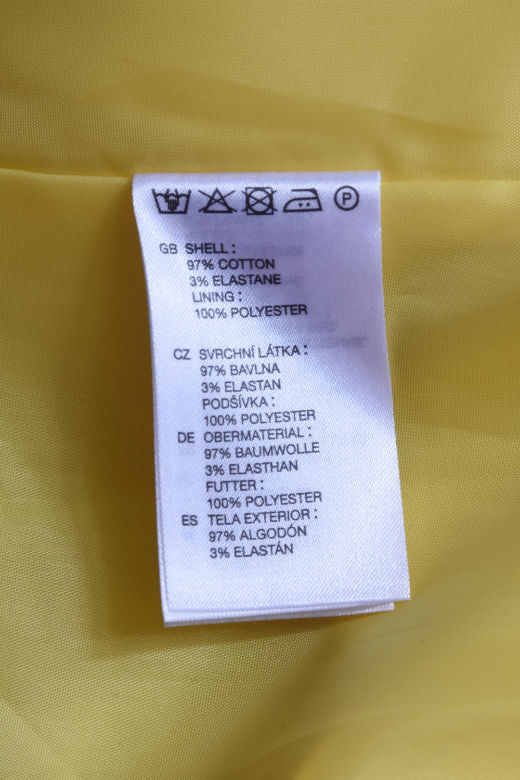 P
GB SHELL:
97% COTTON
3% ELASTANE
LINING:
100% POLYESTER
CZ SVRCHNÍ LÁTKA:
97% BAVLNA
3% ELASTAN
PODŠÍVKA:
100% POLYESTER
DE OBERMATERIAL:
97% BAUMWOLLE
3% ELASTHAN
FUTTER:
100% POLYESTER
ES TELA EXTERIOR:
97% ALGODÓN
3% ELASTÁN